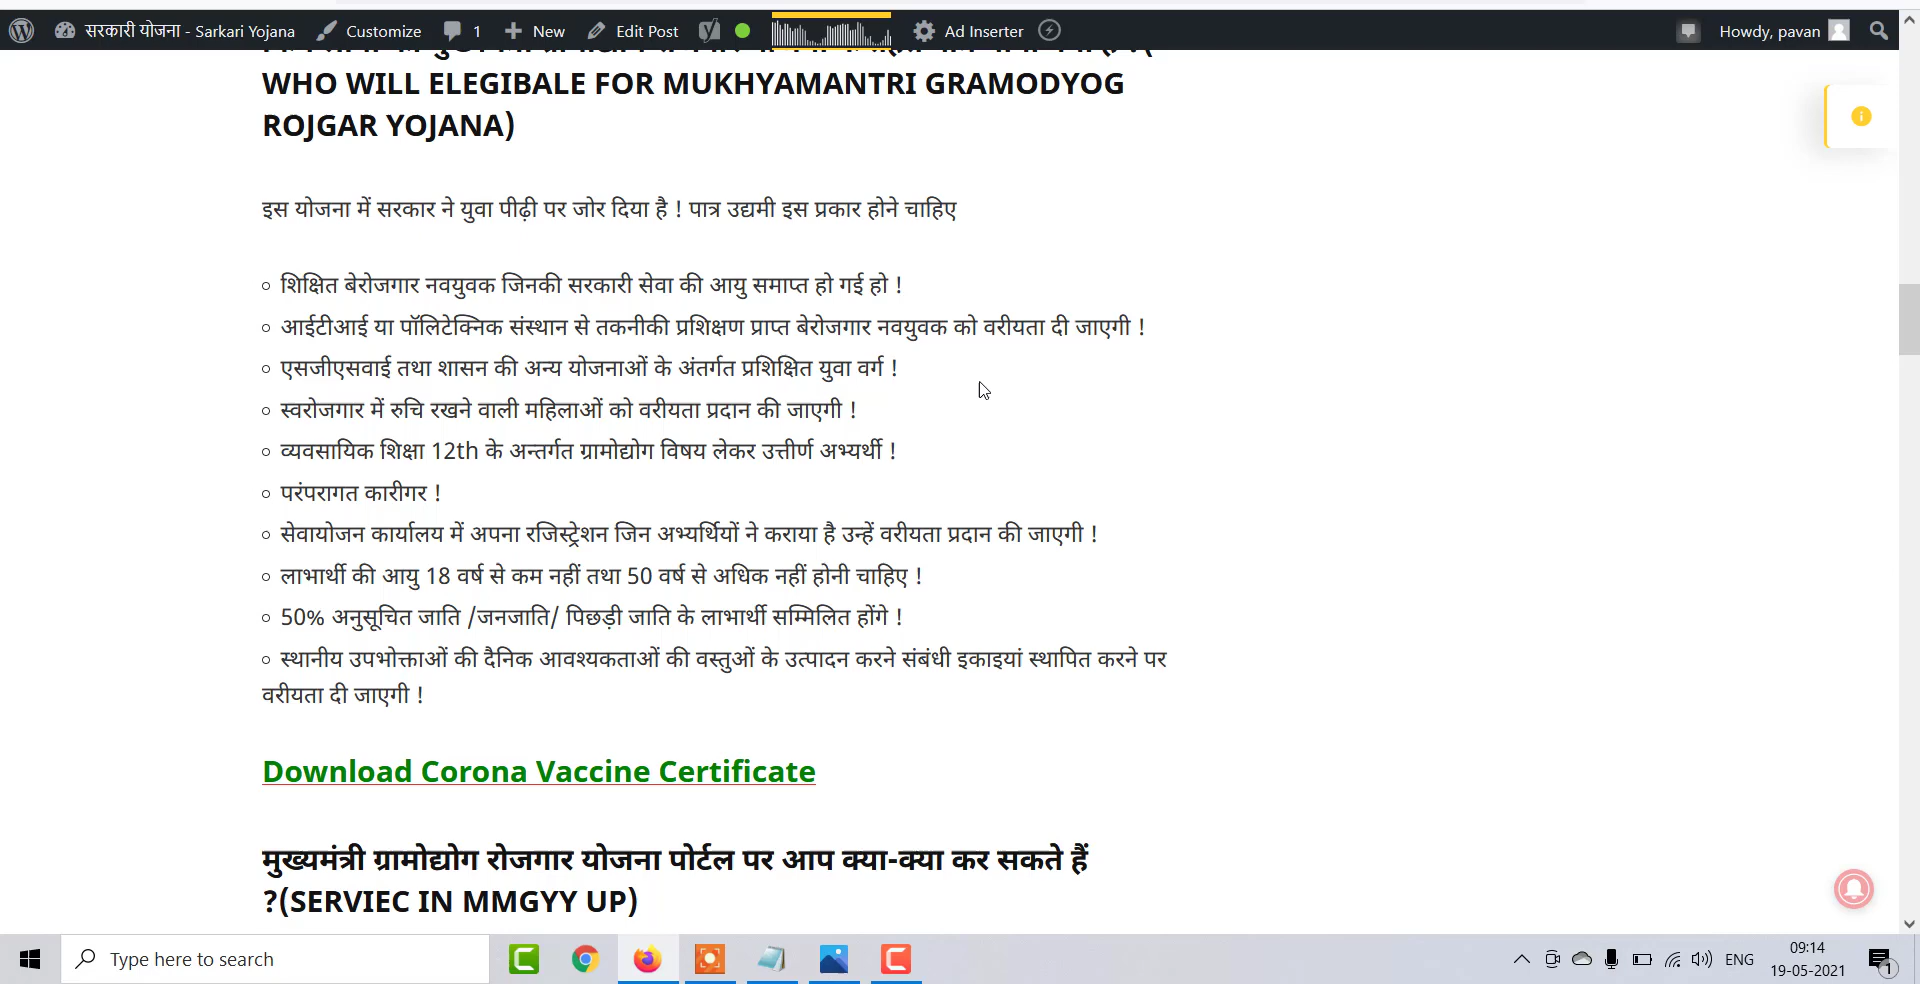 सरकारी योजना - Sarkari Yojana Customize 1 New Edit Post Ad Inserter Howdy, pavan
WHO WILL ELEGIBALE FOR MUKHYAMANTRI GRAMODYOG
ROJGAR YOJANA)
इस योजना में सरकार ने युवा पीढ़ी पर जोर दिया है ! पात्र उद्यमी इस प्रकार होने चाहिए
शिक्षित बेरोजगार नवयुवक जिनकी सरकारी सेवा की आयु समाप्त हो गई हो !
आईटीआई या पॉलिटेक्निक संस्थान से तकनीकी प्रशिक्षण प्राप्त बेरोजगार नवयुवक को वरीयता दी जाएगी !
एसजीएसवाई तथा शासन की अन्य योजनाओं के अंतर्गत प्रशिक्षित युवा वर्ग !
स्वरोजगार में रुचि रखने वाली महिलाओं को वरीयता प्रदान की जाएगी !
व्यवसायिक शिक्षा 12th के अन्तर्गत ग्रामोद्योग विषय लेकर उत्तीर्ण अभ्यर्थी !
परंपरागत कारीगर !
सेवायोजन कार्यालय में अपना रजिस्ट्रेशन जिन अभ्यर्थियों ने कराया है उन्हें वरीयता प्रदान की जाएगी !
लाभार्थी की आयु 18 वर्ष से कम नहीं तथा 50 वर्ष से अधिक नहीं होनी चाहिए !
50% अनुसूचित जाति /जनजाति/ पिछड़ी जाति के लाभार्थी सम्मिलित होंगे !
स्थानीय उपभोक्ताओं की दैनिक आवश्यकताओं की वस्तुओं के उत्पादन करने संबंधी इकाइयां स्थापित करने पर
वरीयता दी जाएगी !
Download Corona Vaccine Certificate
मुख्यमंत्री ग्रामोद्योग रोजगार योजना पोर्टल पर आप क्या-क्या कर सकते हैं
?(SERVIEC IN MMGYY UP)
Type here to search ENG 09:14
19-05-2021 1